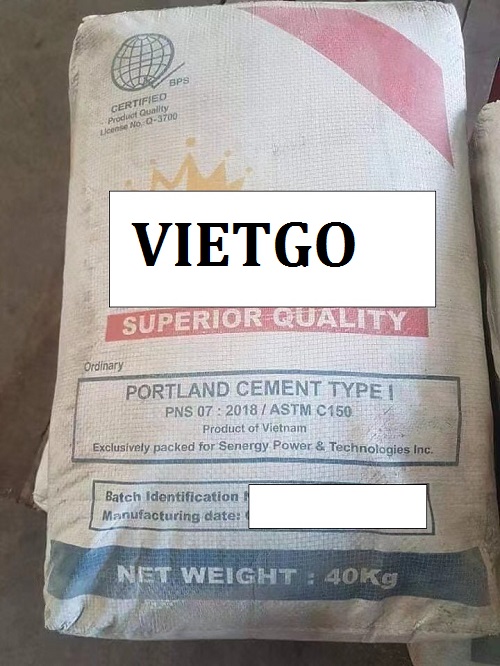 BPS
CERTIFIED
Product Quality
License No. Q-3700
VIETGO
SUPERIOR QUALITY
Ordinary
PORTLAND CEMENT TYPE I
PNS 07 : 2018 / ASTM C150
Product of Vietnam
Exclusively packed for Senergy Power & Technologies Inc.
Batch Identification
Manufacturing date:
NET WEIGHT : 40Kg